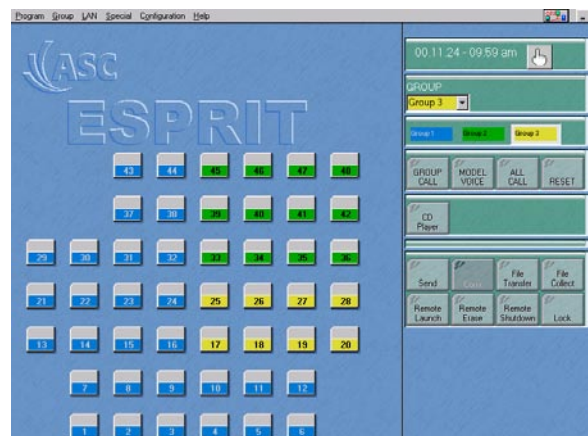 Program Group LAN Special Configuration Help
ASC
ESPRIT
00.11.24 - 09:59 am
GROUP
Group 3
Group 1 Group 2 Group 3
GROUP CALL MODEL VOICE ALL CALL RESET
CD Player
Send File Transfer File Collect
Remote Launch Remote Erase Remote Shutdown Lock
43 44 45 46 47 48
37 38 39 40 41 42
29 30 31 32 33 34 35 36
21 22 23 24 25 26 27 28
13 14 15 16 17 18 19 20
7 8 9 10 11 12
1 2 3 4 5 6